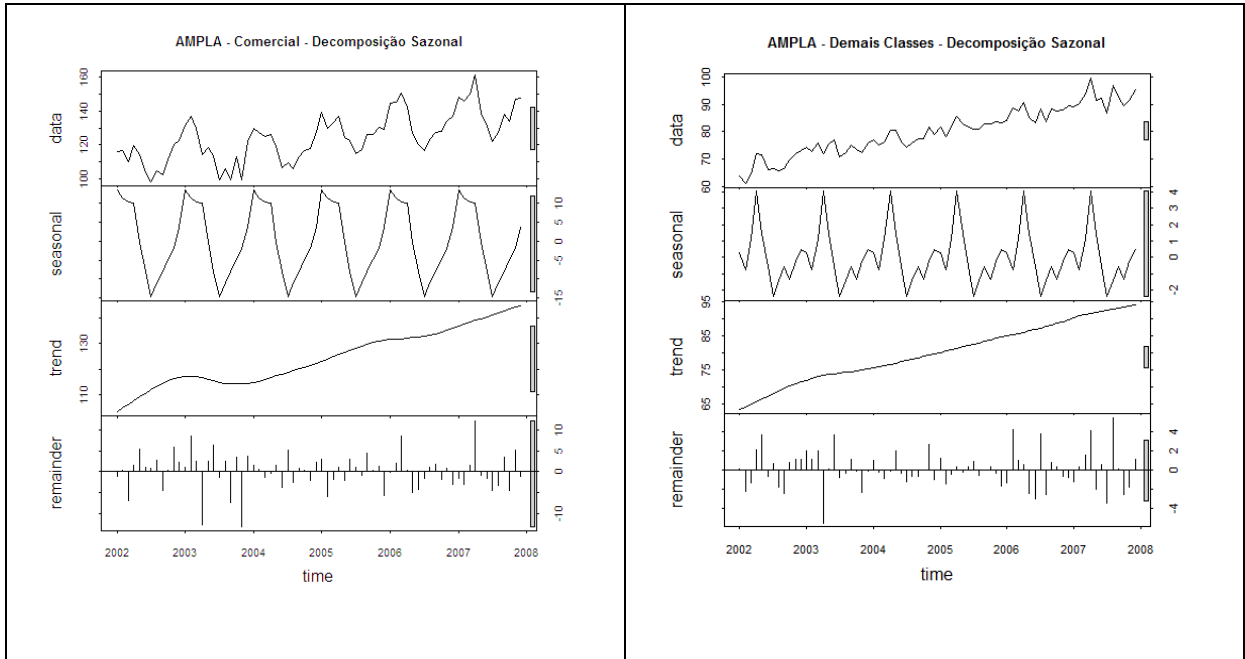 AMPLA - Comercial - Decomposição Sazonal
data
100 120 140 160
seasonal
-15 -5 0 5 10
trend
110 130
remainder
-10 0 5 10
2002 2003 2004 2005 2006 2007 2008
time
AMPLA - Demais Classes - Decomposição Sazonal
data
60 70 80 90 100
seasonal
-2 0 1 2 3 4
trend
65 75 85 95
remainder
-4 0 2 4
2002 2003 2004 2005 2006 2007 2008
time